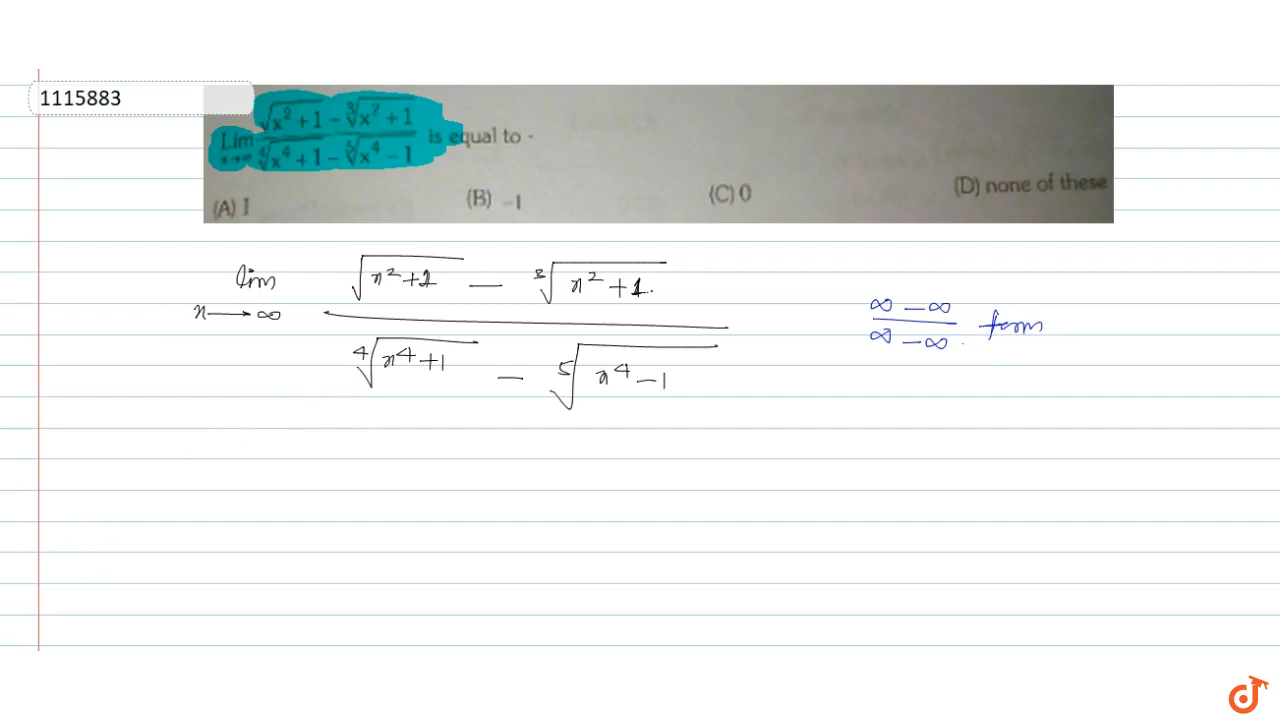 1115883
Lim x→∞ (√(x²+1) − ∛(x²+1)) / (∜(x⁴+1) − ⁵√(x⁴−1)) is equal to -
(A) 1 (B) -1 (C) 0 (D) none of these
lim x→∞ (√(x²+1) − ∛(x²+1)) / (∜(x⁴+1) − ⁵√(x⁴−1))
(∞ − ∞) / (∞ − ∞) form